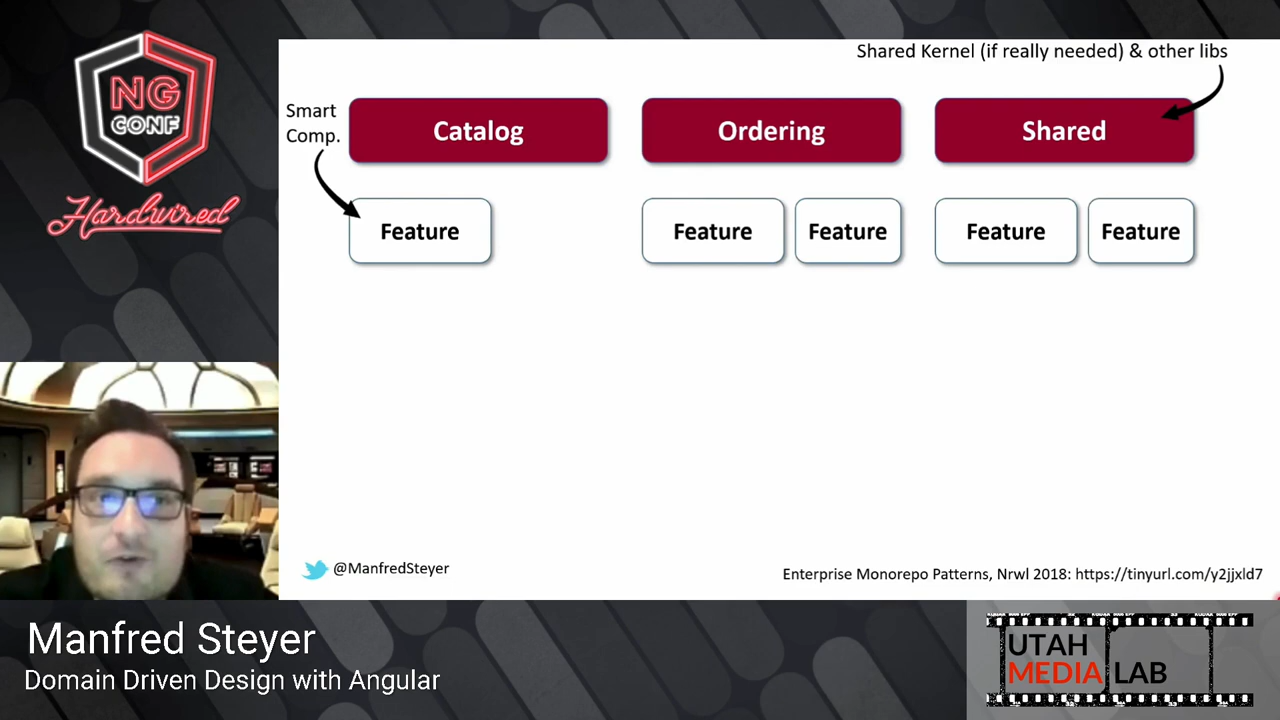 NG
CONF
Hardwired
Shared Kernel (if really needed) & other libs
Smart
Comp.
Catalog
Ordering
Shared
Feature
Feature
Feature
Feature
Feature
@ManfredSteyer
Enterprise Monorepo Patterns, Nrwl 2018: https://tinyurl.com/y2jjxld7
Manfred Steyer
Domain Driven Design with Angular
UTAH
MEDIA LAB